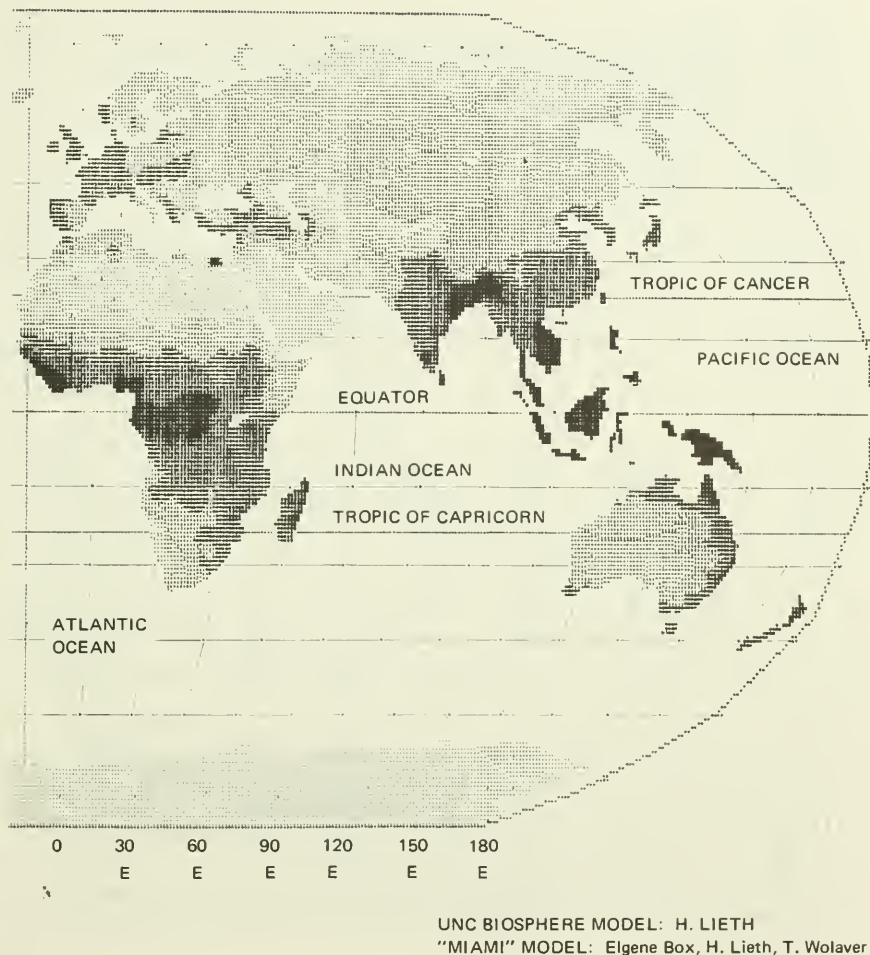 TROPIC OF CANCER
PACIFIC OCEAN
EQUATOR
INDIAN OCEAN
TROPIC OF CAPRICORN
ATLANTIC
OCEAN
0 30 60 90 120 150 180
E E E E E E
UNC BIOSPHERE MODEL: H. LIETH
"MIAMI" MODEL: Elgene Box, H. Lieth, T. Wolaver